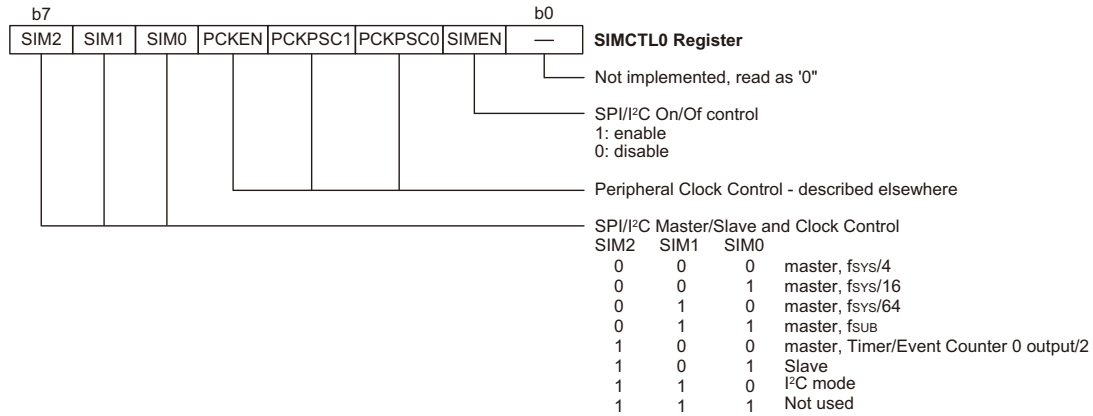 b7 b0
SIM2 SIM1 SIM0 PCKEN PCKPSC1 PCKPSC0 SIMEN — SIMCTL0 Register
Not implemented, read as '0"
SPI/I²C On/Of control
1: enable
0: disable
Peripheral Clock Control - described elsewhere
SPI/I²C Master/Slave and Clock Control
SIM2 SIM1 SIM0
0 0 0 master, fSYS/4
0 0 1 master, fSYS/16
0 1 0 master, fSYS/64
0 1 1 master, fSUB
1 0 0 master, Timer/Event Counter 0 output/2
1 0 1 Slave
1 1 0 I²C mode
1 1 1 Not used